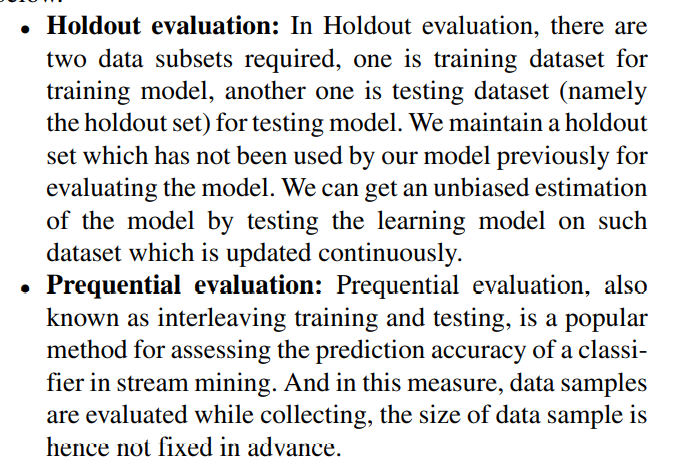 • Holdout evaluation: In Holdout evaluation, there are
two data subsets required, one is training dataset for
training model, another one is testing dataset (namely
the holdout set) for testing model. We maintain a holdout
set which has not been used by our model previously for
evaluating the model. We can get an unbiased estimation
of the model by testing the learning model on such
dataset which is updated continuously.
• Prequential evaluation: Prequential evaluation, also
known as interleaving training and testing, is a popular
method for assessing the prediction accuracy of a classi-
fier in stream mining. And in this measure, data samples
are evaluated while collecting, the size of data sample is
hence not fixed in advance.